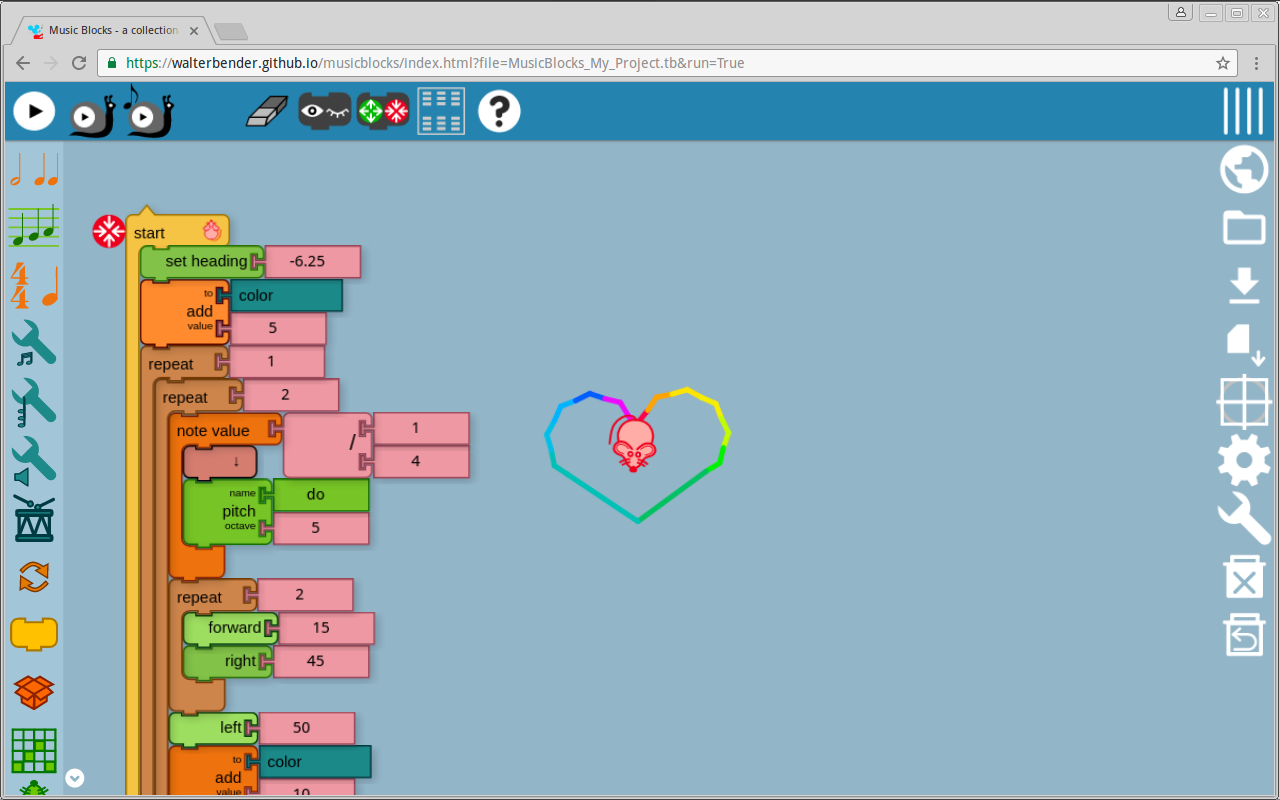 Music Blocks - a collection
https://walterbender.github.io/musicblocks/index.html?file=MusicBlocks_My_Project.tb&run=True
?
4
4
start
set heading -6.25
to color
add
value 5
repeat 1
repeat 2
note value / 1
4
↓
name do
pitch
octave 5
repeat 2
forward 15
right 45
left 50
to color
add
value 10